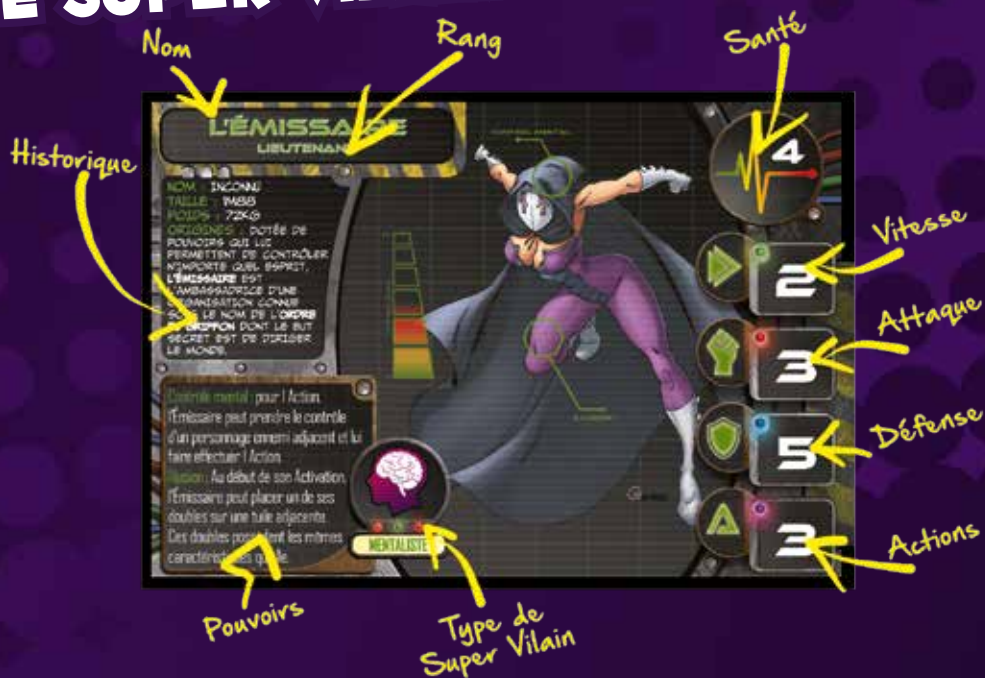 E SUPER VIL
Nom
Rang
Santé
Historique
L'ÉMISSAIRE
LIEUTENANT
4
NOM : INCONNU
TAILLE : 1M88
POIDS : 72KG
ORIGINES : DOTÉE DE
POUVOIRS QUI LUI
PERMETTENT DE CONTRÔLER
N'IMPORTE QUEL ESPRIT,
L'ÉMISSAIRE EST
L'AMBASSADRICE D'UNE
ORGANISATION CONNUE
SOUS LE NOM DE L'ORDRE
DU GRIFFON DONT LE BUT
SECRET EST DE DIRIGER
LE MONDE.
Vitesse
2
Attaque
3
Défense
5
Actions
3
Contrôle mental : pour 1 Action,
l'Émissaire peut prendre le contrôle
d'un personnage ennemi adjacent et lui
faire effectuer 1 Action
Illusion : Au début de son Activation,
l'Émissaire peut placer un de ses
doubles sur une tuile adjacente.
Ces doubles possèdent les mêmes
caractéristiques qu'elle.
MENTALISTE
Pouvoirs
Type de
Super Vilain